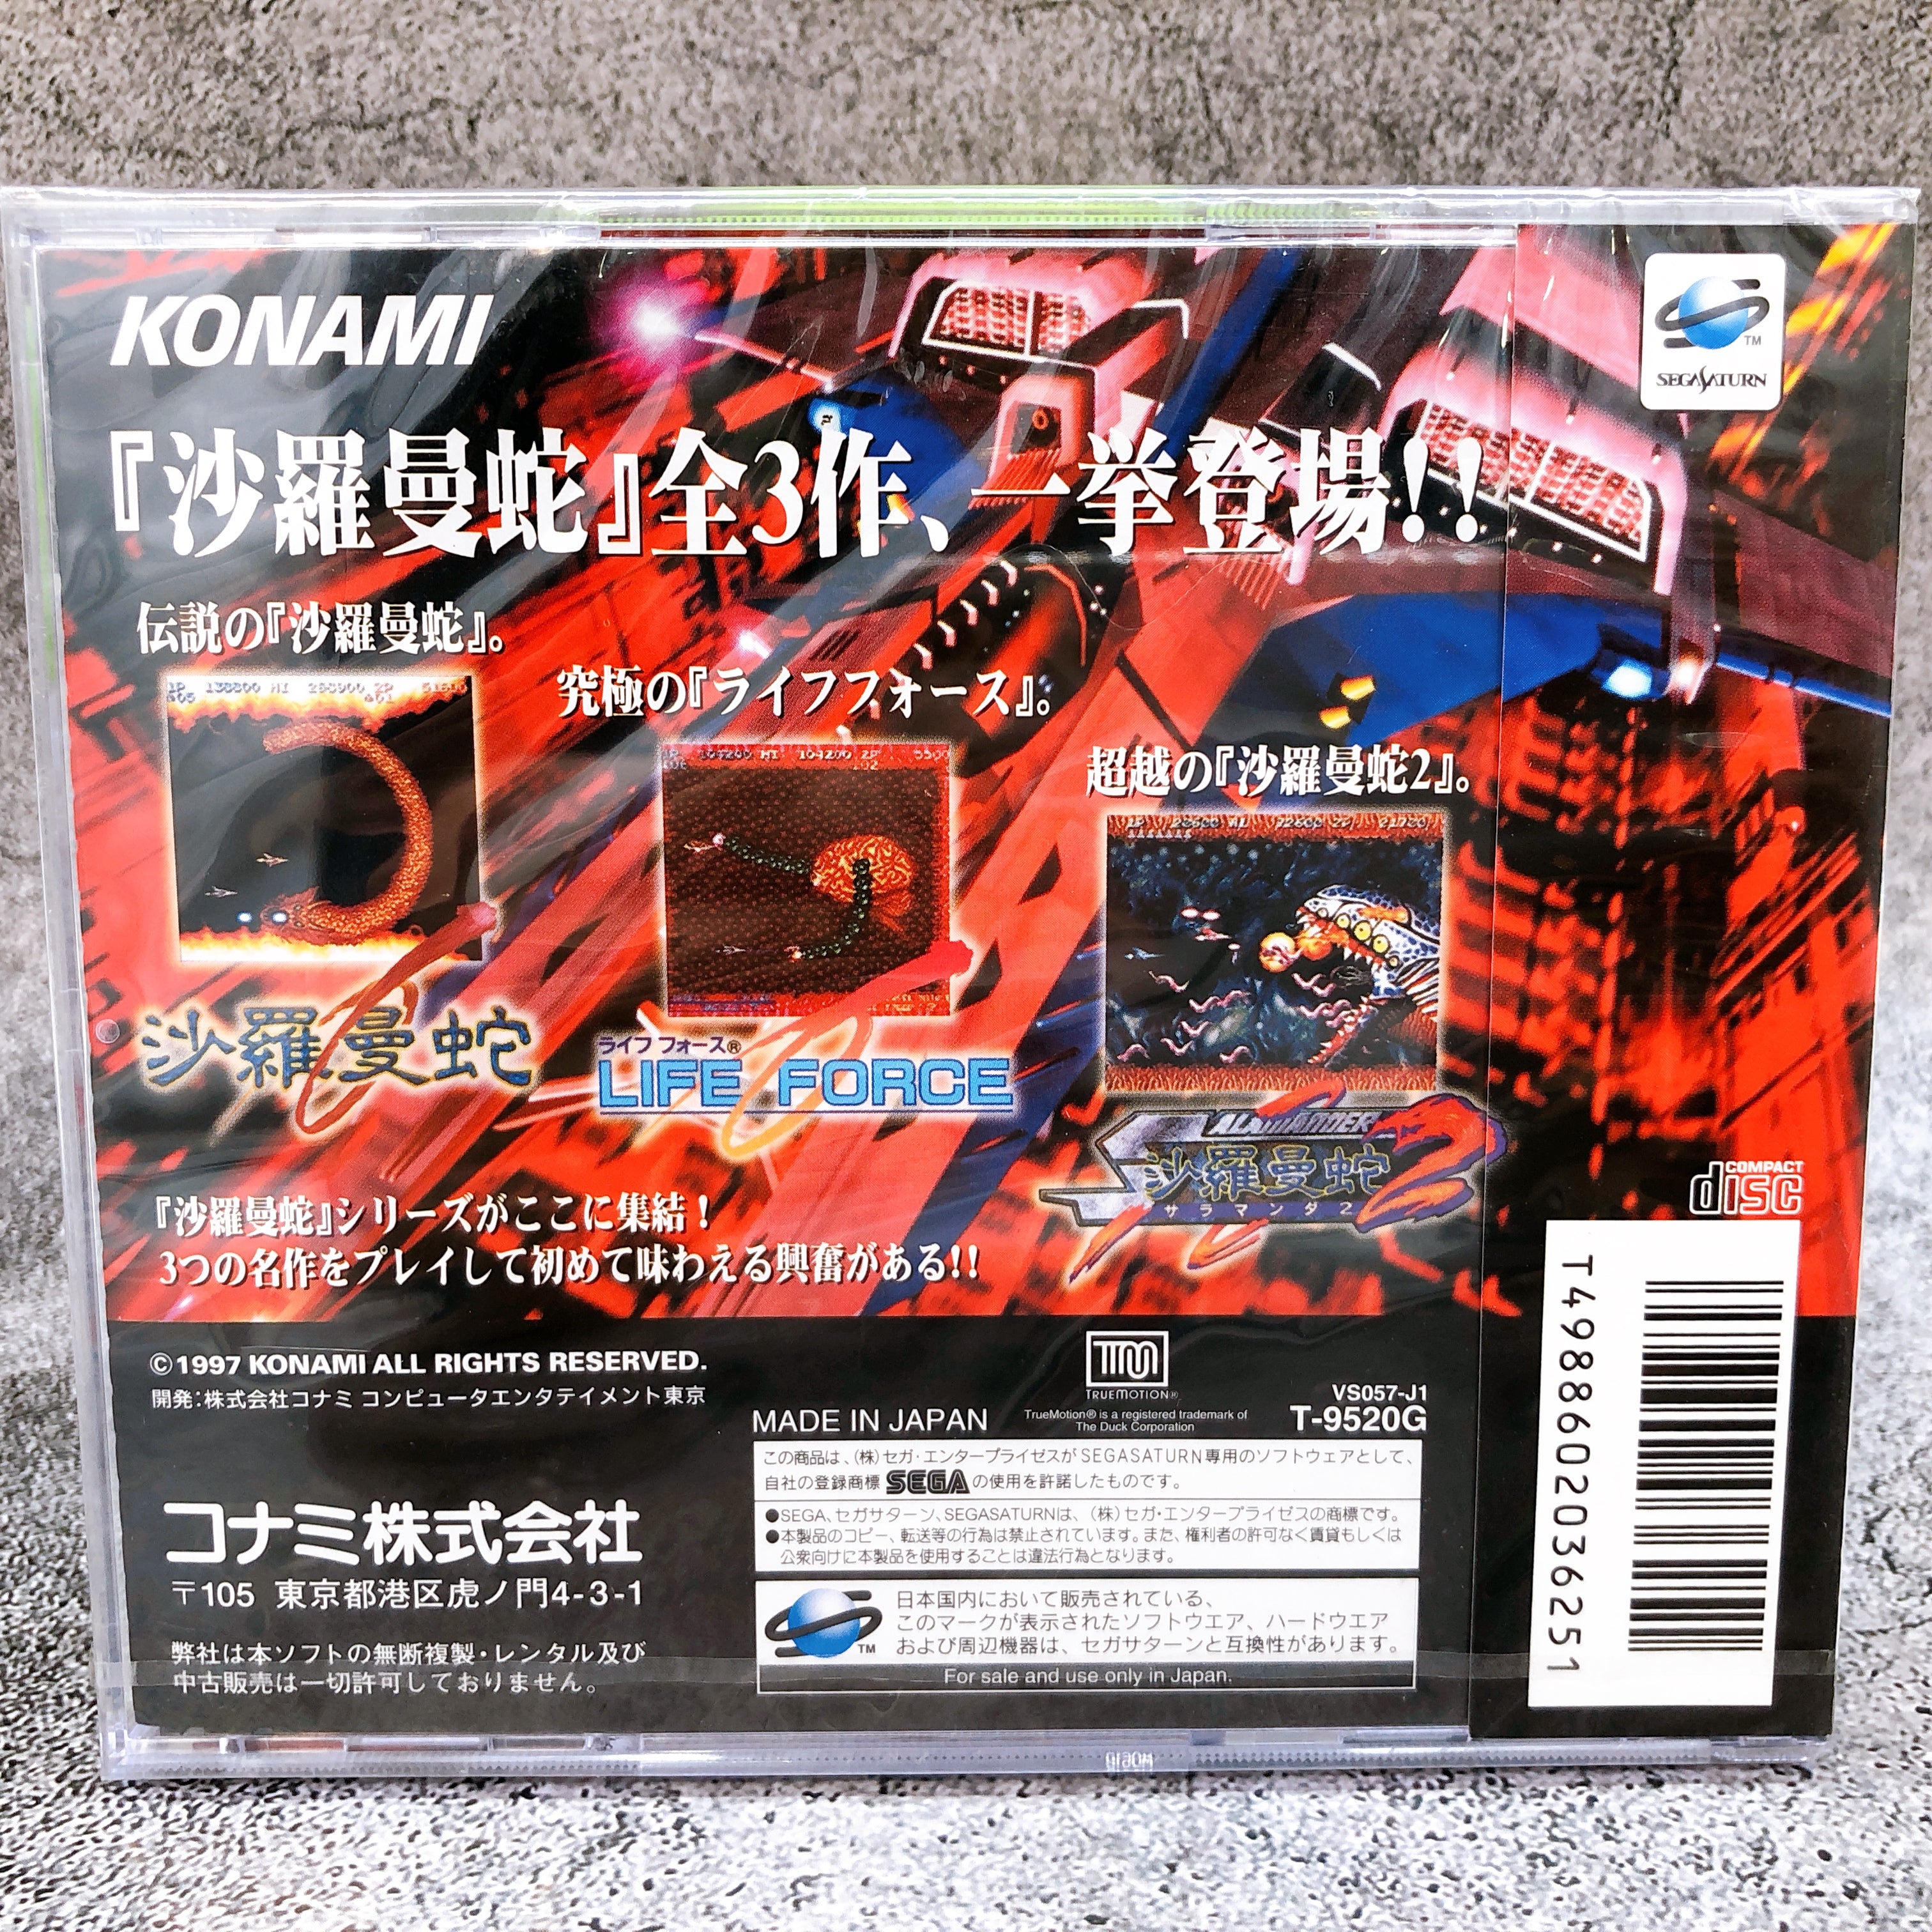 KONAMI
SEGASATURN
TM
『沙羅曼蛇』全3作、一挙登場!!
伝説の『沙羅曼蛇』。
究極の『ライフフォース』。
超越の『沙羅曼蛇2』。
1P 138800 HI 298900 2P
104200 HI 104200 2P 5500
沙羅曼蛇
ライフ フォース®
LIFE FORCE
SALAMANDER
沙羅曼蛇2
サラマンダ2
『沙羅曼蛇』シリーズがここに集結!
3つの名作をプレイして初めて味わえる興奮がある!!
COMPACT
disc
T4988602036251
©1997 KONAMI ALL RIGHTS RESERVED.
開発:株式会社コナミ コンピュータエンタテイメント東京
TRUEMOTION®
TrueMotion® is a registered trademark of
The Duck Corporation
MADE IN JAPAN
VS057-J1
T-9520G
この商品は、(株)セガ・エンタープライゼスがSEGASATURN専用のソフトウェアとして、
自社の登録商標 SEGA の使用を許諾したものです。
●SEGA、セガサターン、SEGASATURNは、(株)セガ・エンタープライゼスの商標です。
●本製品のコピー、転送等の行為は禁止されています。また、権利者の許可なく賃貸もしくは
公衆向けに本製品を使用することは違法行為となります。
TM
日本国内において販売されている、
このマークが表示されたソフトウエア、ハードウエア
および周辺機器は、セガサターンと互換性があります。
For sale and use only in Japan.
コナミ株式会社
〒105 東京都港区虎ノ門4-3-1
弊社は本ソフトの無断複製・レンタル及び
中古販売は一切許可しておりません。